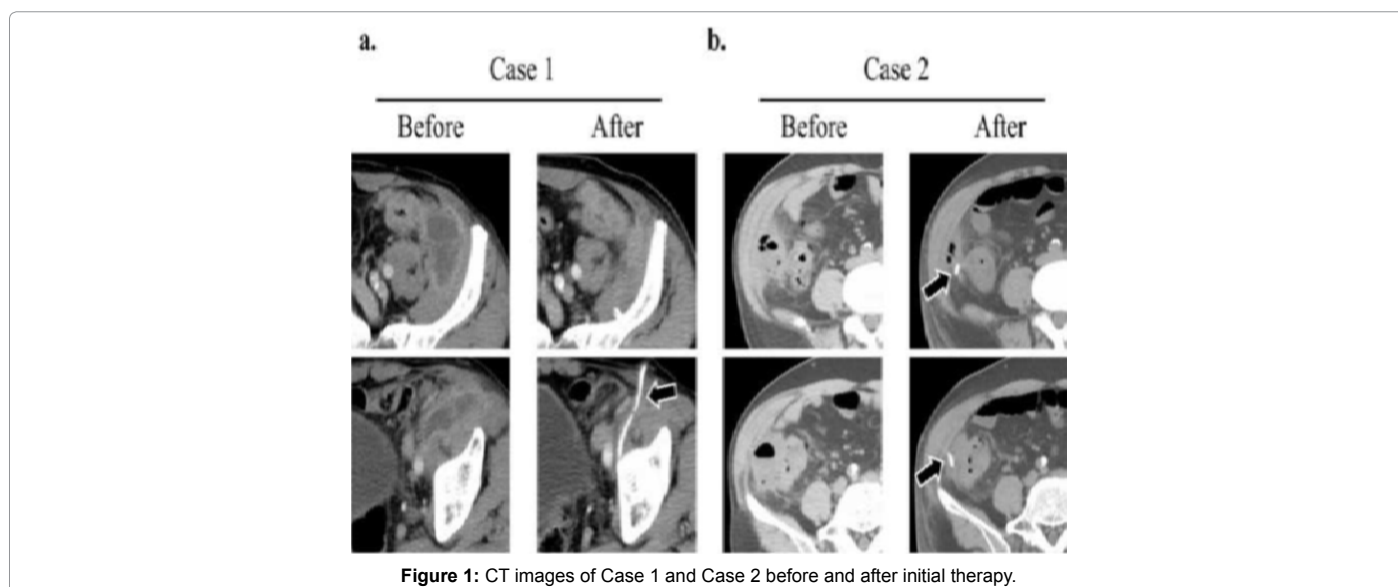 a.
Case 1
Before
After
b.
Case 2
Before
After
Figure 1: CT images of Case 1 and Case 2 before and after initial therapy.